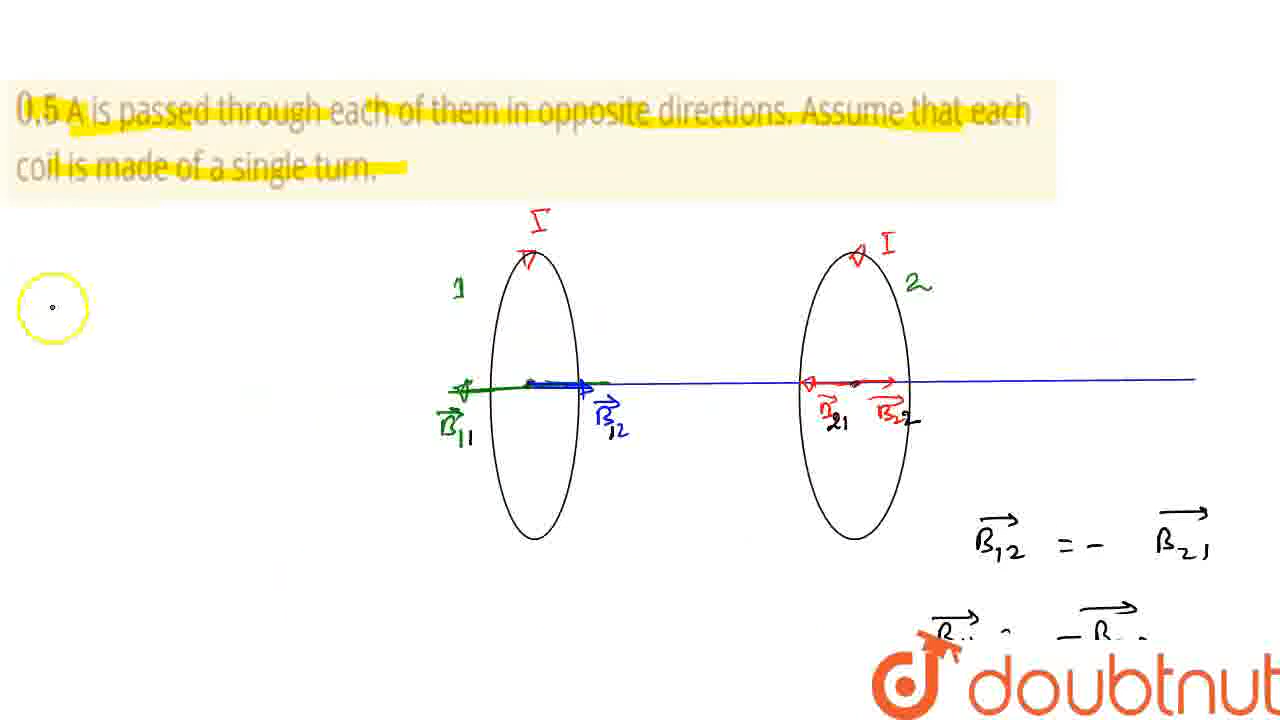 0.5 A is passed through each of them in opposite directions. Assume that each
coil is made of a single turn.
I
I
1
2
B11
B12
B21
B22
B12 = - B21
doubtnut